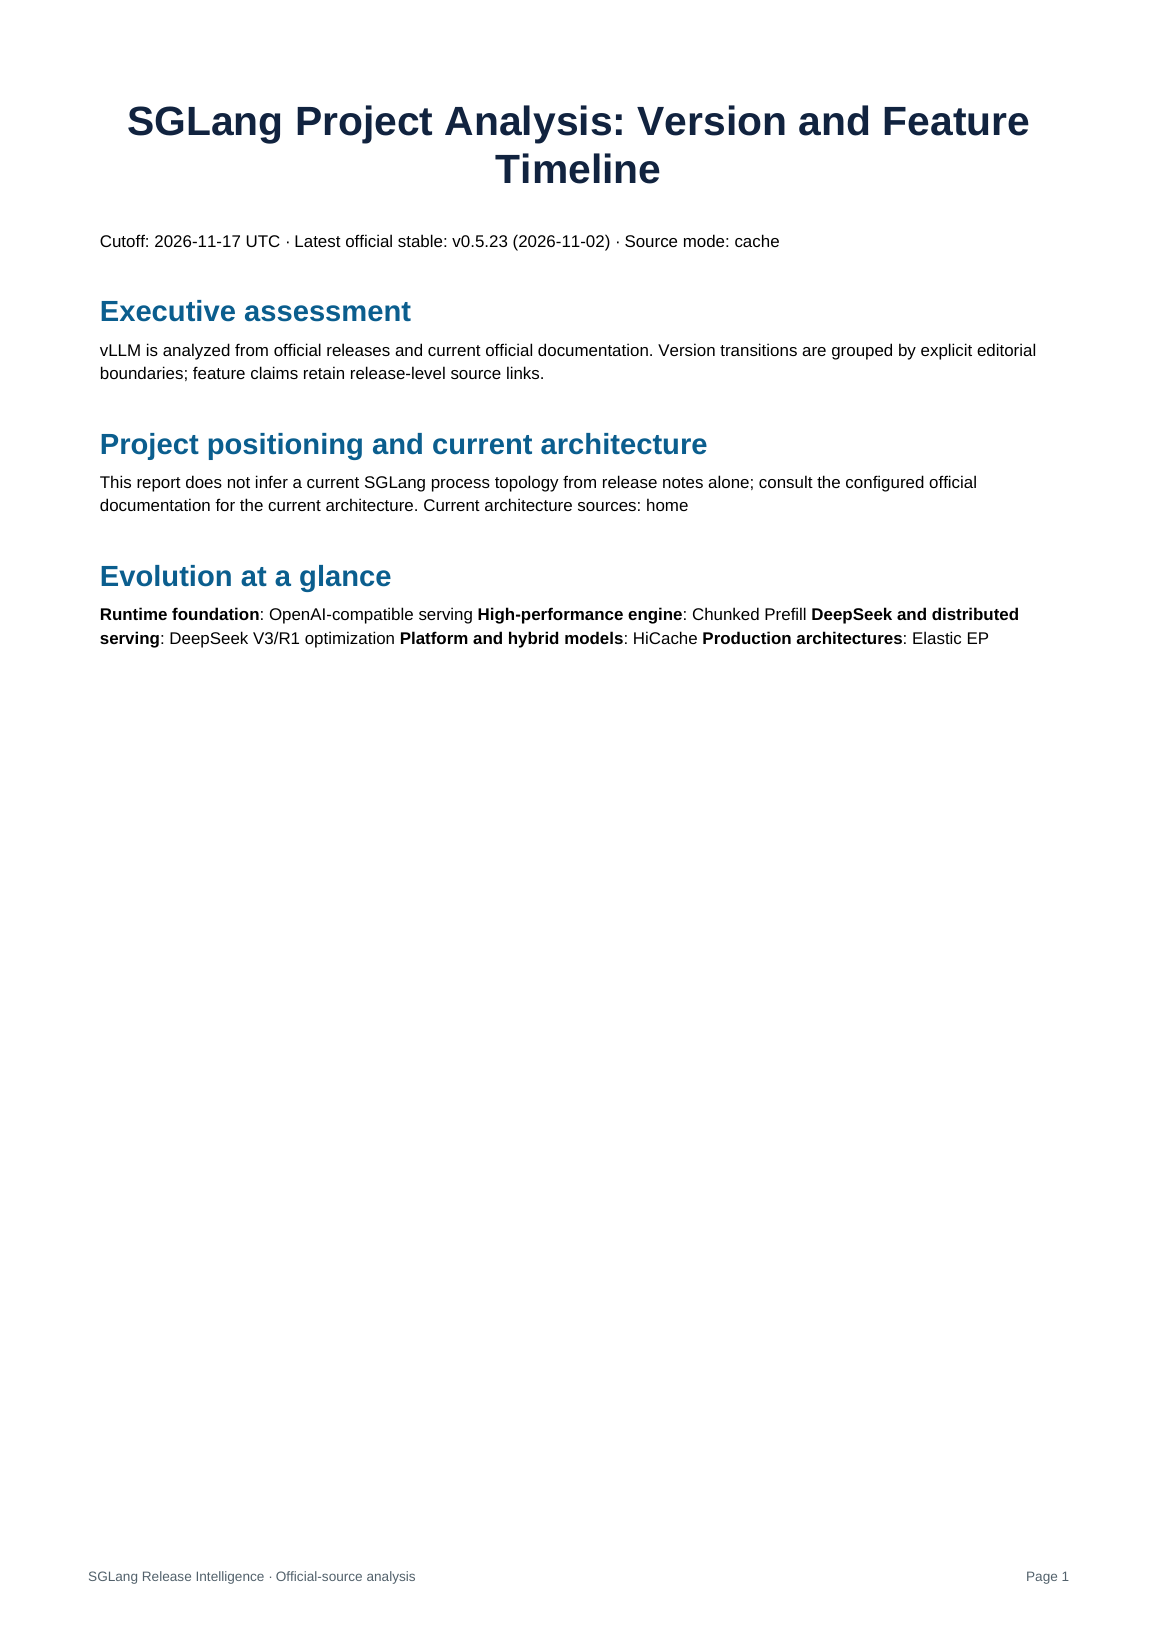 SGLang Project Analysis: Version and Feature
Timeline
Cutoff: 2026-11-17 UTC · Latest official stable: v0.5.23 (2026-11-02) · Source mode: cache
Executive assessment
vLLM is analyzed from official releases and current official documentation. Version transitions are grouped by explicit editorial
boundaries; feature claims retain release-level source links.
Project positioning and current architecture
This report does not infer a current SGLang process topology from release notes alone; consult the configured official
documentation for the current architecture. Current architecture sources: home
Evolution at a glance
Runtime foundation: OpenAI-compatible serving High-performance engine: Chunked Prefill DeepSeek and distributed
serving: DeepSeek V3/R1 optimization Platform and hybrid models: HiCache Production architectures: Elastic EP
SGLang Release Intelligence · Official-source analysis
Page 1